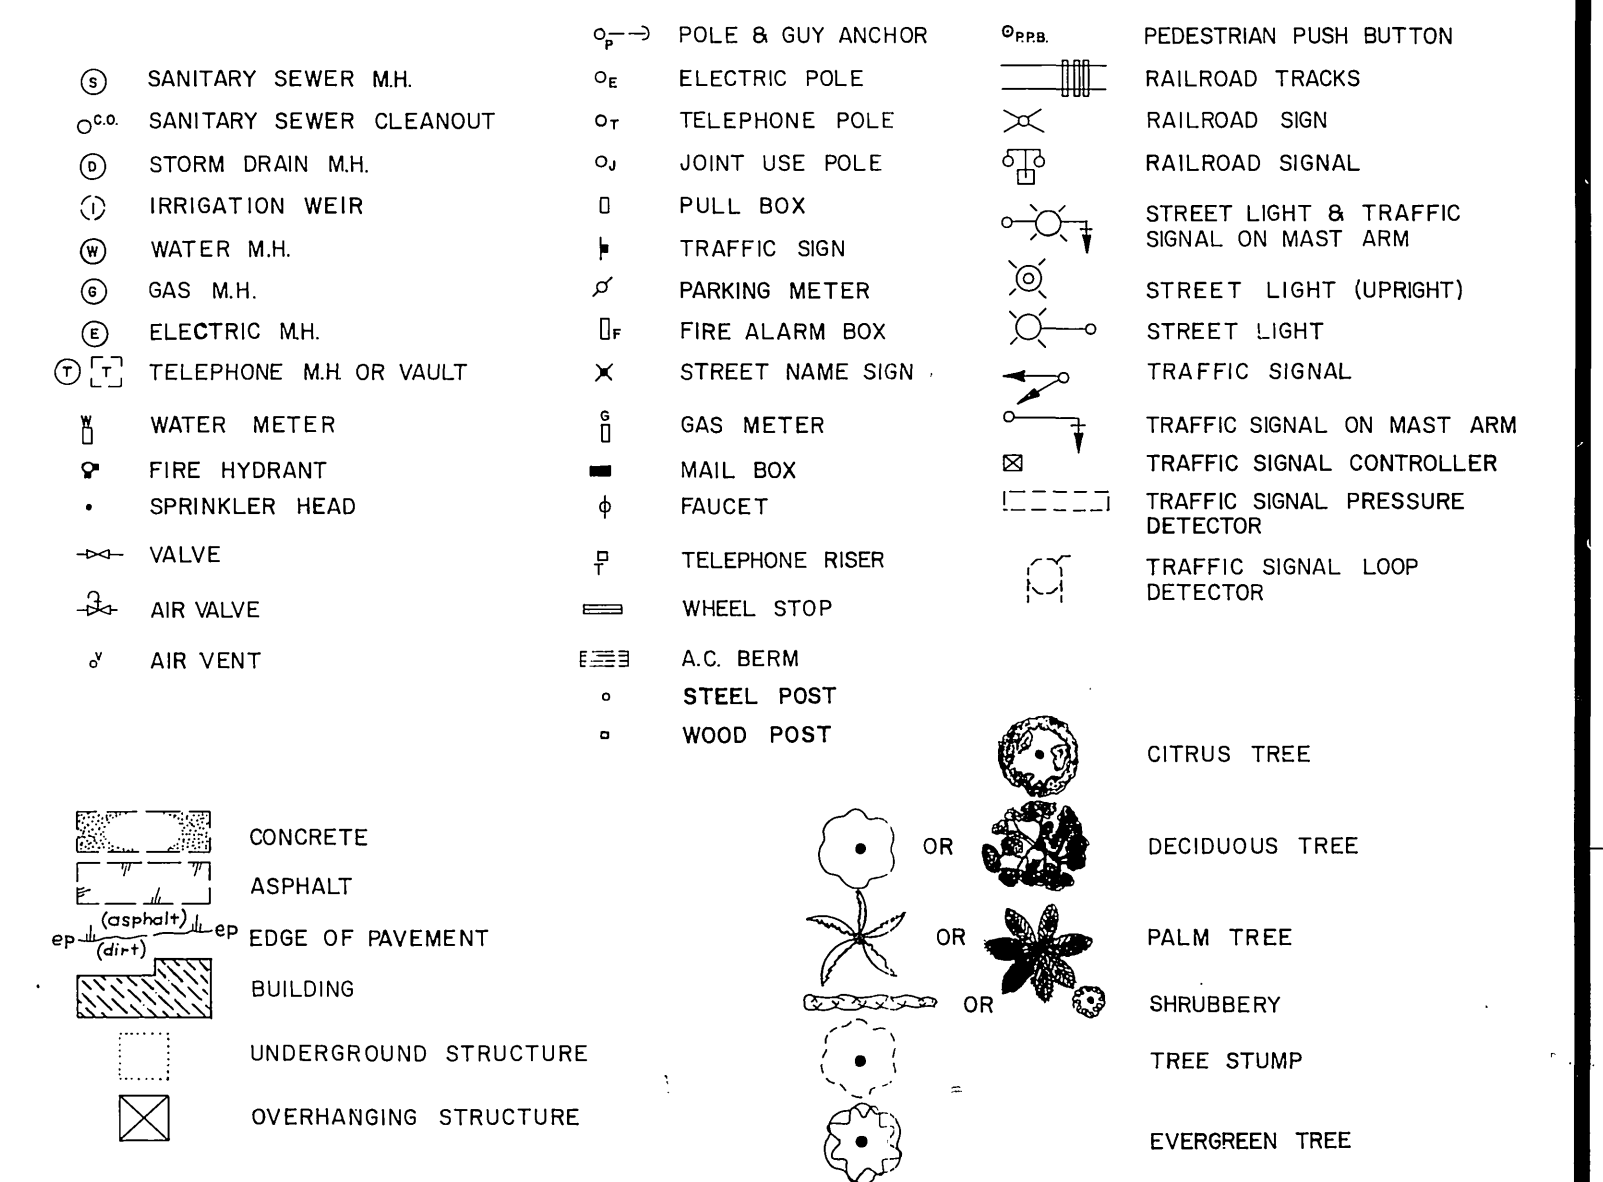 S SANITARY SEWER M.H.
C.O. SANITARY SEWER CLEANOUT
D STORM DRAIN M.H.
I IRRIGATION WEIR
W WATER M.H.
G GAS M.H.
E ELECTRIC M.H.
T T TELEPHONE M.H. OR VAULT
W WATER METER
FIRE HYDRANT
SPRINKLER HEAD
VALVE
AIR VALVE
V AIR VENT
P POLE & GUY ANCHOR
E ELECTRIC POLE
T TELEPHONE POLE
J JOINT USE POLE
PULL BOX
TRAFFIC SIGN
PARKING METER
F FIRE ALARM BOX
STREET NAME SIGN
G GAS METER
MAIL BOX
FAUCET
T TELEPHONE RISER
WHEEL STOP
A.C. BERM
STEEL POST
WOOD POST
P.P.B. PEDESTRIAN PUSH BUTTON
RAILROAD TRACKS
RAILROAD SIGN
RAILROAD SIGNAL
STREET LIGHT & TRAFFIC
SIGNAL ON MAST ARM
STREET LIGHT (UPRIGHT)
STREET LIGHT
TRAFFIC SIGNAL
TRAFFIC SIGNAL ON MAST ARM
TRAFFIC SIGNAL CONTROLLER
TRAFFIC SIGNAL PRESSURE
DETECTOR
TRAFFIC SIGNAL LOOP
DETECTOR
CONCRETE
ASPHALT
(asphalt)
ep ep EDGE OF PAVEMENT
(dirt)
BUILDING
UNDERGROUND STRUCTURE
OVERHANGING STRUCTURE
CITRUS TREE
OR DECIDUOUS TREE
OR PALM TREE
OR SHRUBBERY
TREE STUMP
EVERGREEN TREE